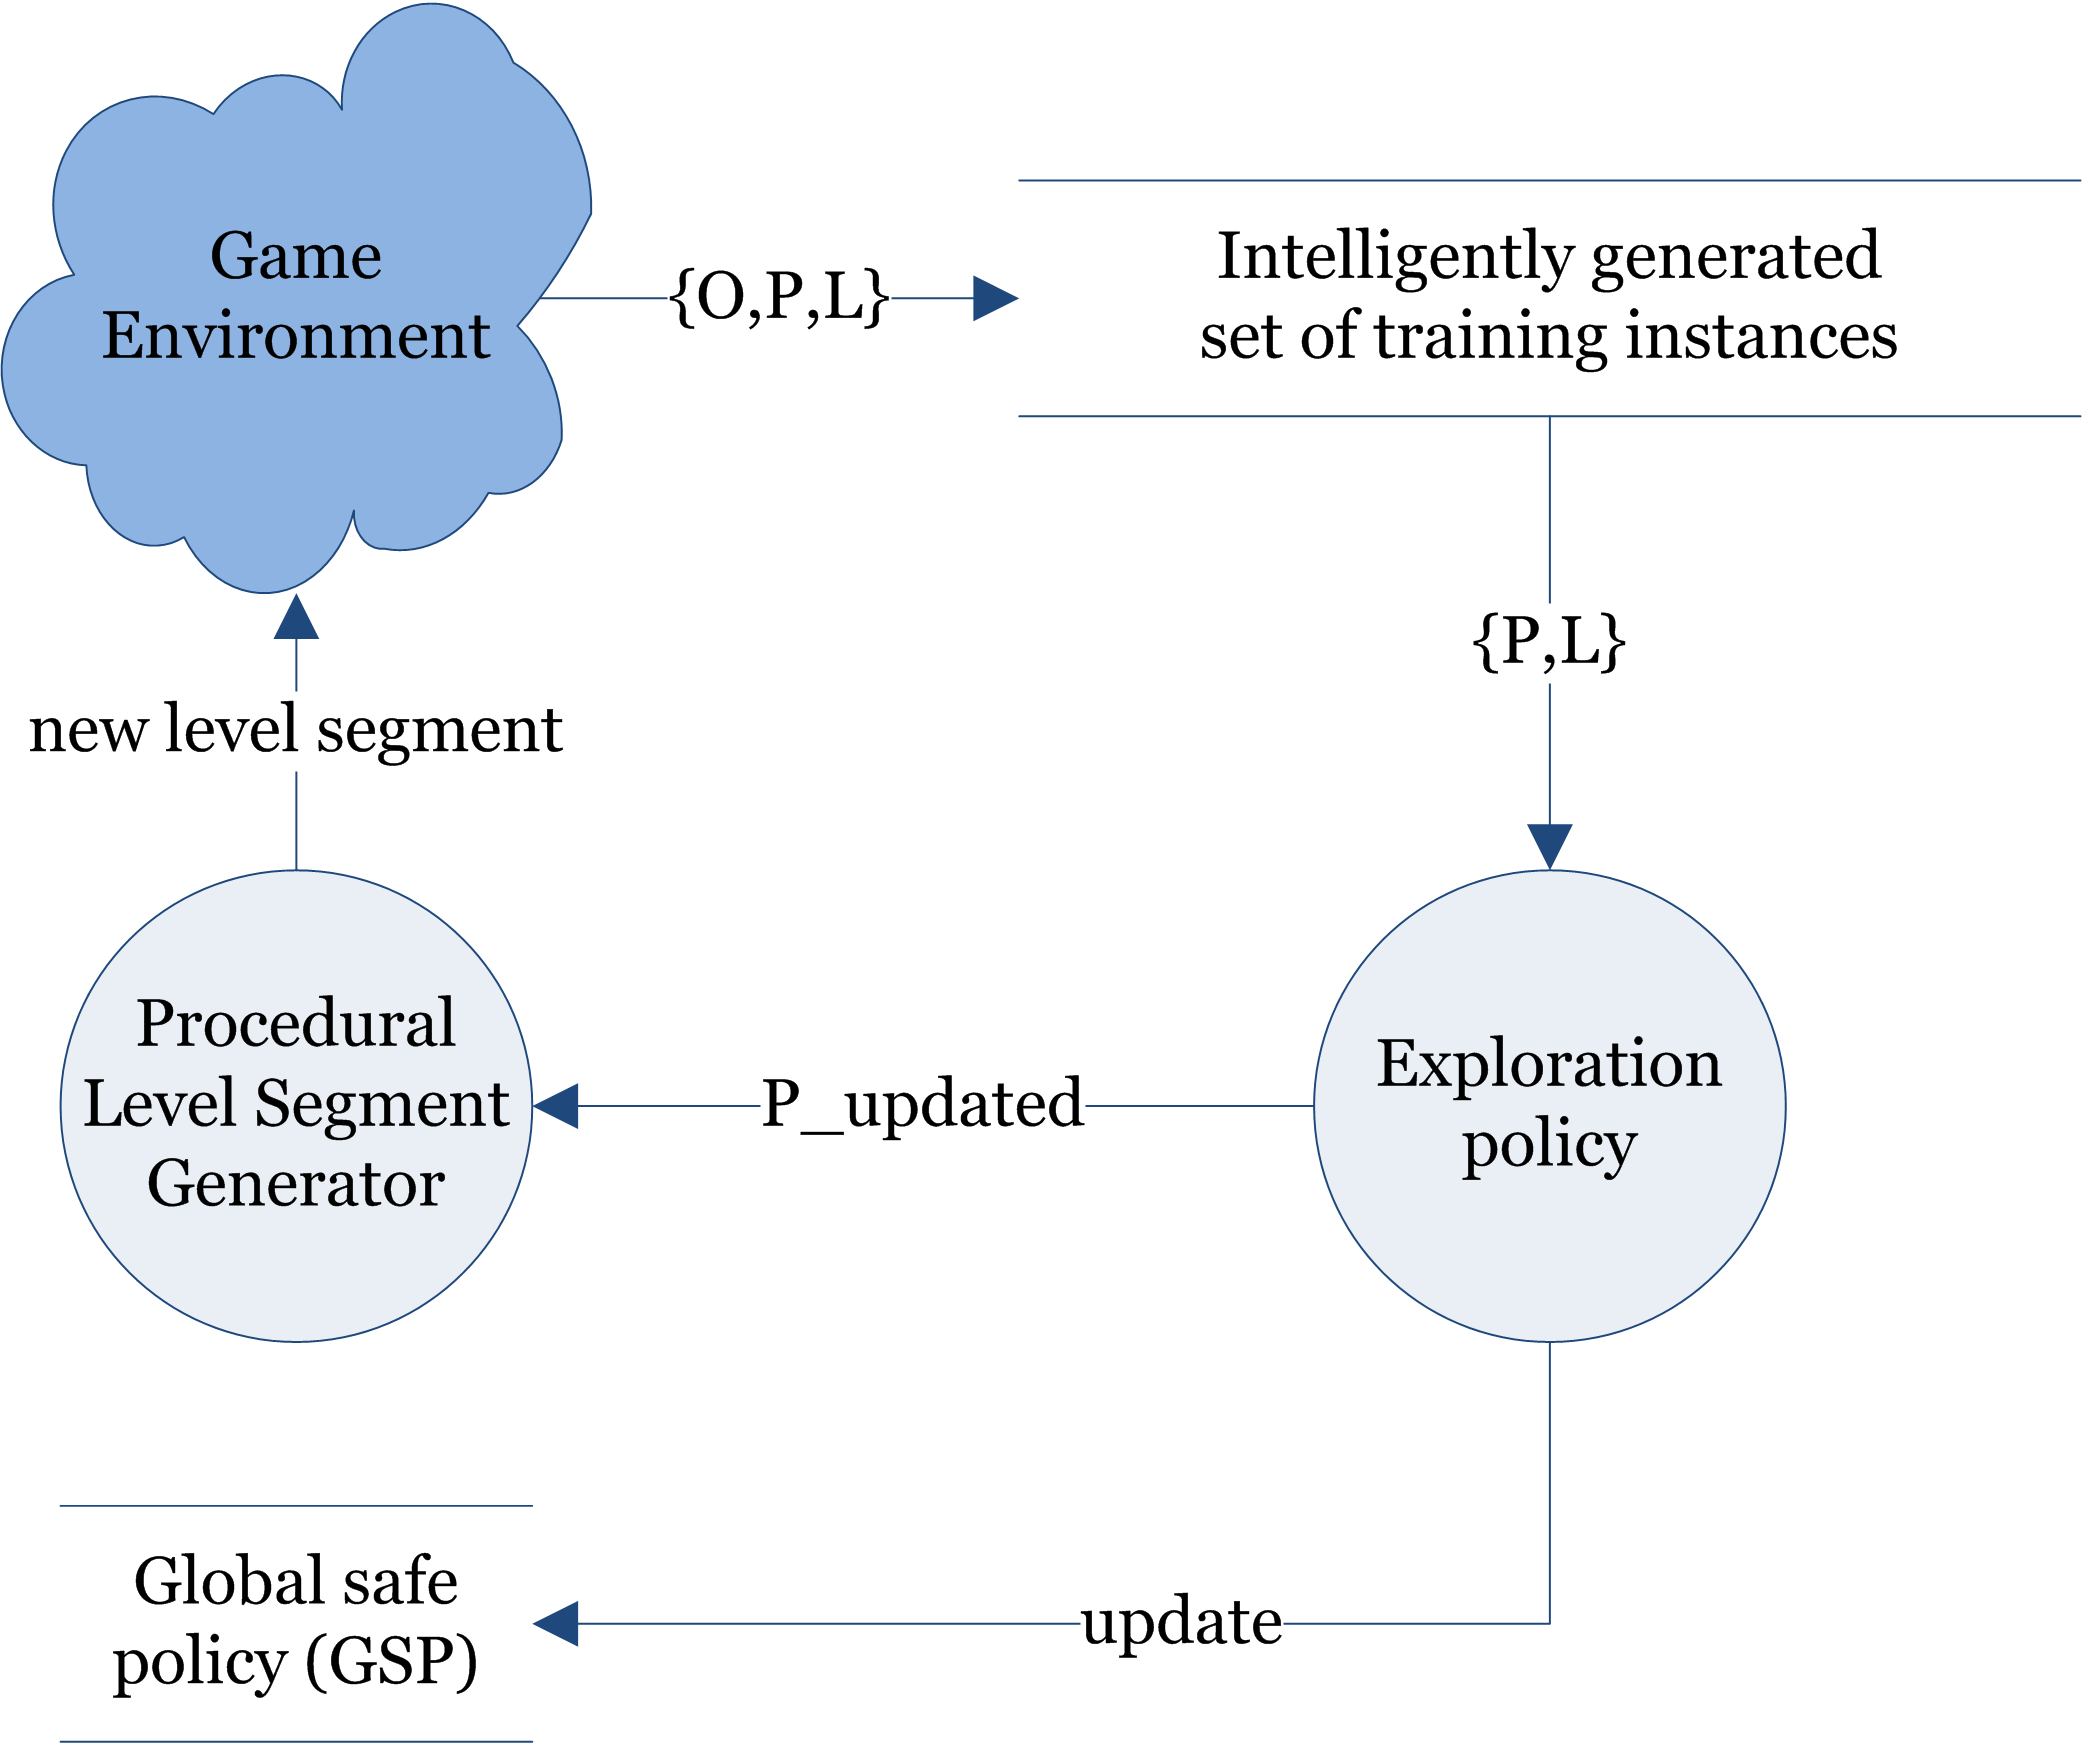 Game
Environment
{O,P,L}
Intelligently generated
set of training instances
{P,L}
new level segment
Procedural
Level Segment
Generator
P_updated
Exploration
policy
Global safe
policy (GSP)
update